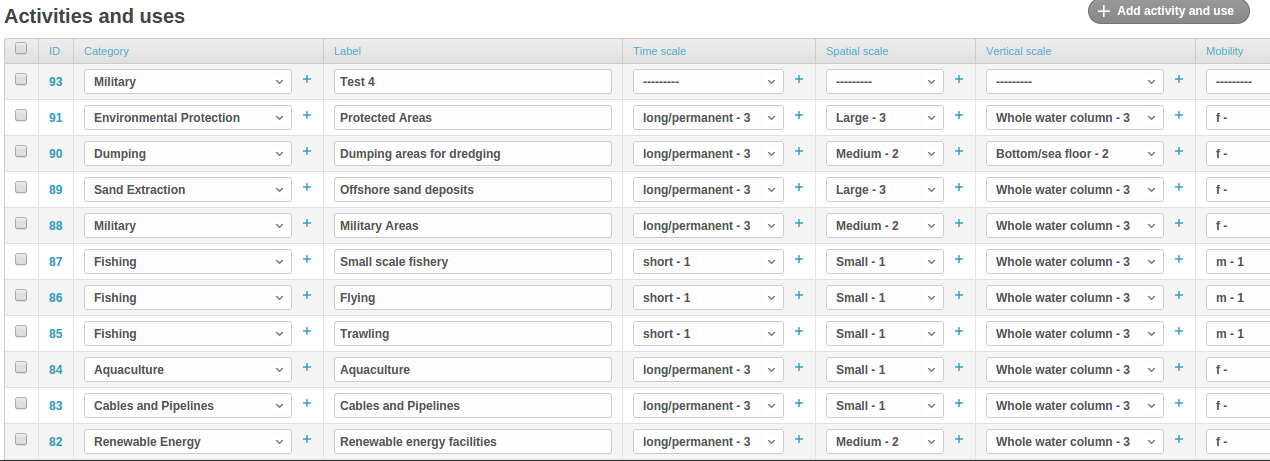 Activities and uses
+ Add activity and use
ID Category Label Time scale Spatial scale Vertical scale Mobility
93 Military + Test 4 --------- + --------- + --------- + ---------
91 Environmental Protection + Protected Areas long/permanent - 3 + Large - 3 + Whole water column - 3 + f -
90 Dumping + Dumping areas for dredging long/permanent - 3 + Medium - 2 + Bottom/sea floor - 2 + f -
89 Sand Extraction + Offshore sand deposits long/permanent - 3 + Large - 3 + Whole water column - 3 + f -
88 Military + Military Areas long/permanent - 3 + Medium - 2 + Whole water column - 3 + f -
87 Fishing + Small scale fishery short - 1 + Small - 1 + Whole water column - 3 + m - 1
86 Fishing + Flying short - 1 + Small - 1 + Whole water column - 3 + m - 1
85 Fishing + Trawling short - 1 + Small - 1 + Whole water column - 3 + m - 1
84 Aquaculture + Aquaculture long/permanent - 3 + Small - 1 + Whole water column - 3 + f -
83 Cables and Pipelines + Cables and Pipelines long/permanent - 3 + Small - 1 + Whole water column - 3 + f -
82 Renewable Energy + Renewable energy facilities long/permanent - 3 + Medium - 2 + Whole water column - 3 + f -